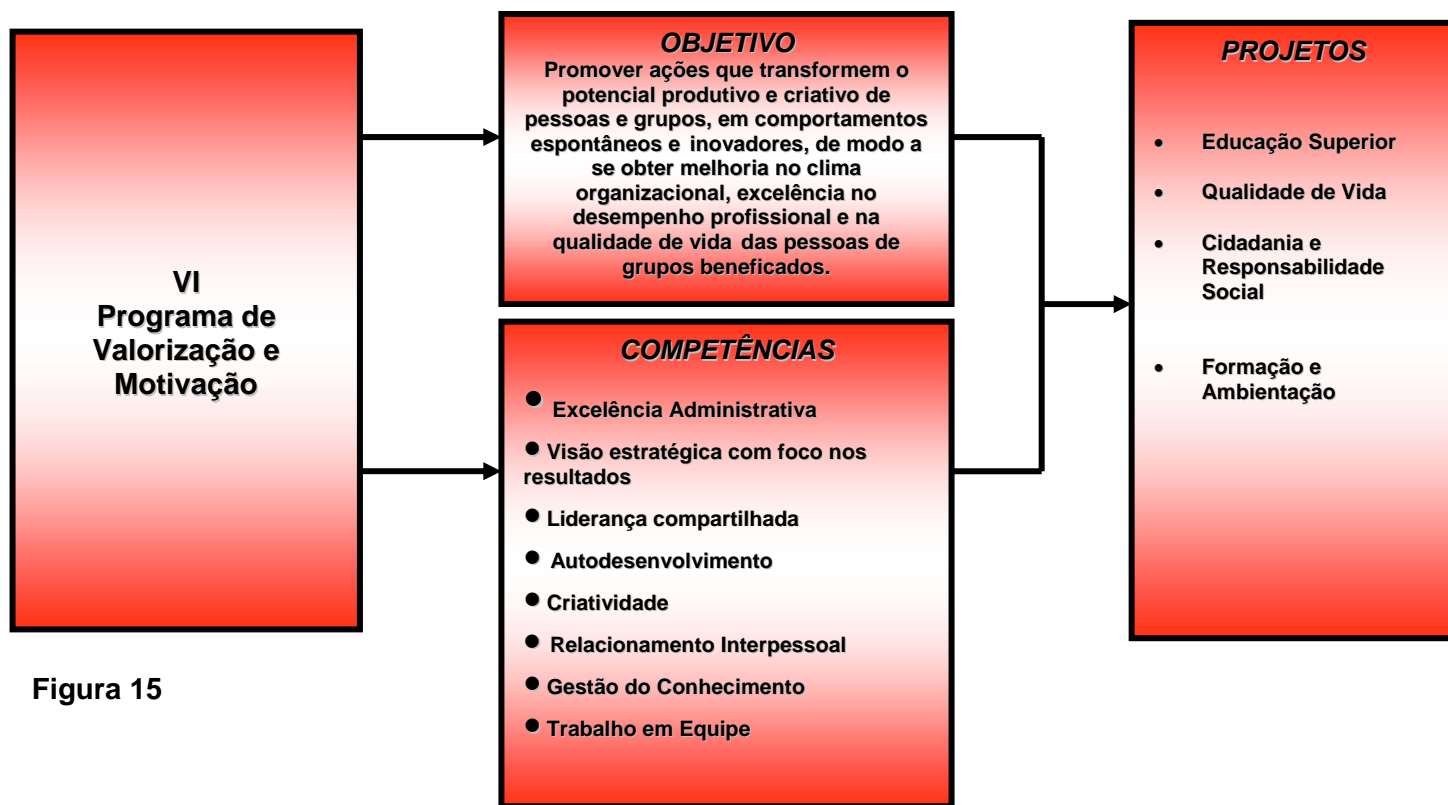 VI
Programa de
Valorização e
Motivação
OBJETIVO
Promover ações que transformem o
potencial produtivo e criativo de
pessoas e grupos, em comportamentos
espontâneos e inovadores, de modo a
se obter melhoria no clima
organizacional, excelência no
desempenho profissional e na
qualidade de vida das pessoas de
grupos beneficados.
COMPETÊNCIAS
• Excelência Administrativa
• Visão estratégica com foco nos
resultados
• Liderança compartilhada
• Autodesenvolvimento
• Criatividade
• Relacionamento Interpessoal
• Gestão do Conhecimento
• Trabalho em Equipe
PROJETOS
• Educação Superior
• Qualidade de Vida
• Cidadania e
Responsabilidade
Social
• Formação e
Ambientação
Figura 15